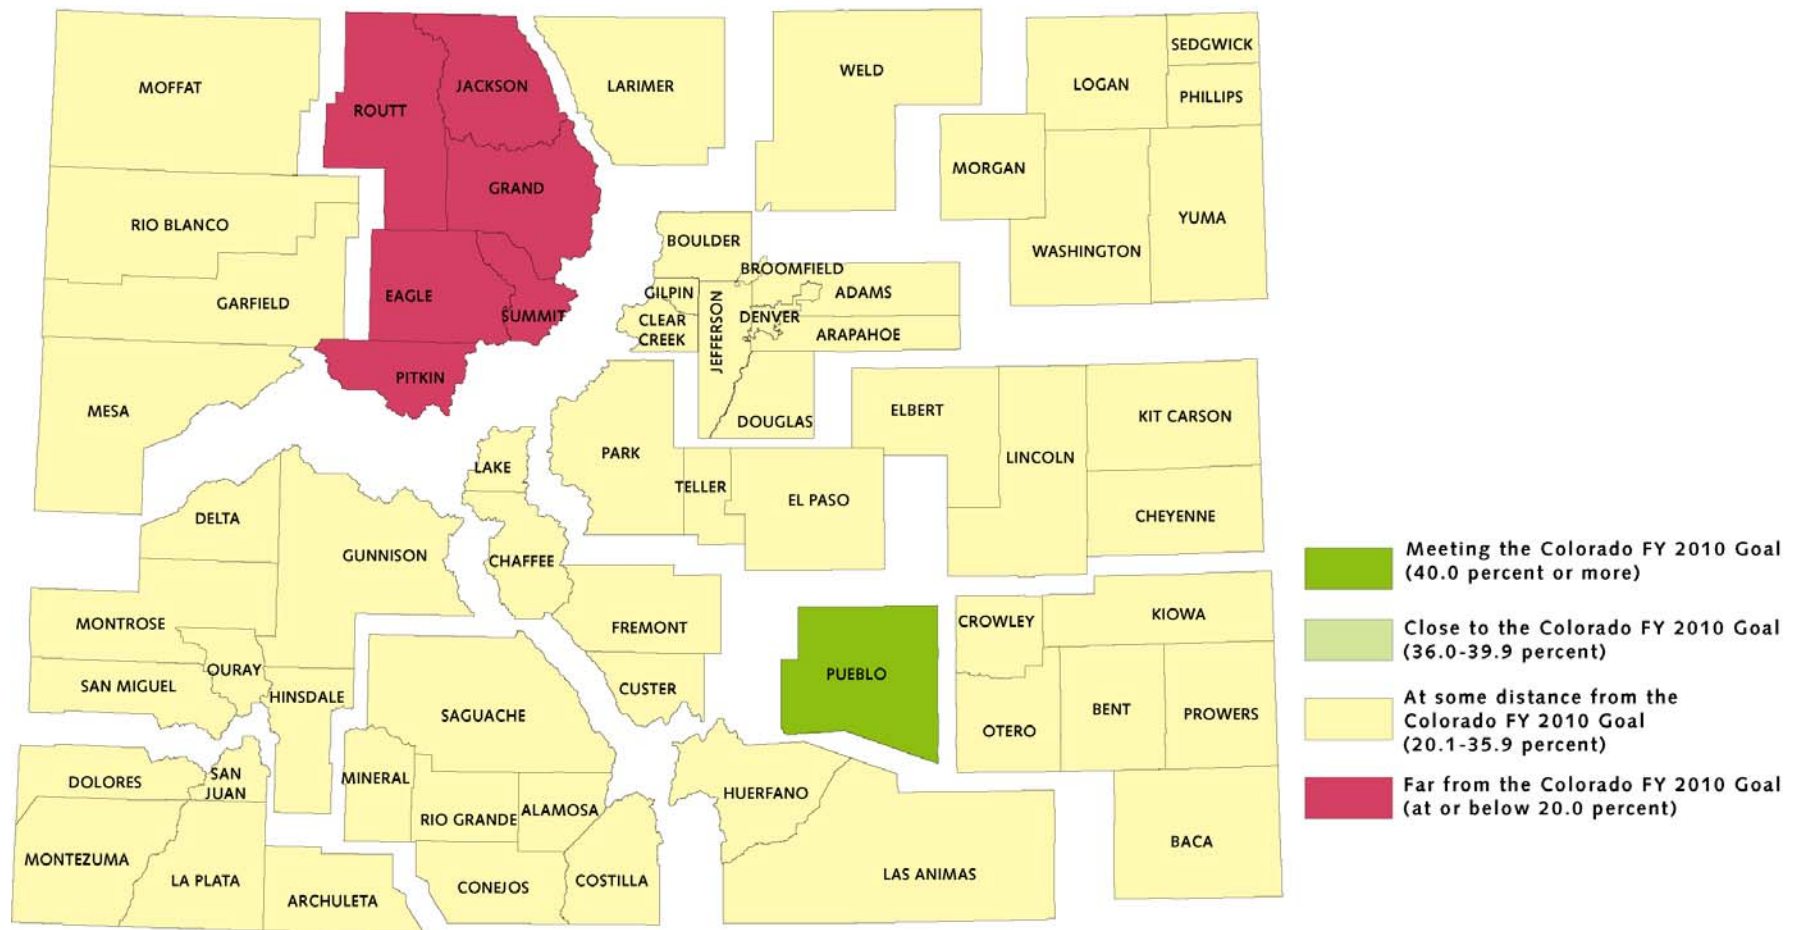 MOFFAT
ROUTT
JACKSON
LARIMER
WELD
LOGAN
SEDGWICK
PHILLIPS
MORGAN
WASHINGTON
YUMA
RIO BLANCO
GRAND
GARFIELD
EAGLE
SUMMIT
BOULDER
BROOMFIELD
GILPIN
ADAMS
CLEAR
CREEK
JEFFERSON
DENVER
ARAPAHOE
MESA
PITKIN
DOUGLAS
ELBERT
KIT CARSON
LAKE
PARK
TELLER
EL PASO
LINCOLN
CHEYENNE
DELTA
GUNNISON
CHAFFEE
MONTROSE
FREMONT
CROWLEY
KIOWA
OURAY
SAN MIGUEL
HINSDALE
SAGUACHE
CUSTER
PUEBLO
OTERO
BENT
PROWERS
DOLORES
SAN
JUAN
MINERAL
RIO GRANDE
ALAMOSA
HUERFANO
BACA
MONTEZUMA
LA PLATA
ARCHULETA
CONEJOS
COSTILLA
LAS ANIMAS
Meeting the Colorado FY 2010 Goal
(40.0 percent or more)
Close to the Colorado FY 2010 Goal
(36.0-39.9 percent)
At some distance from the
Colorado FY 2010 Goal
(20.1-35.9 percent)
Far from the Colorado FY 2010 Goal
(at or below 20.0 percent)